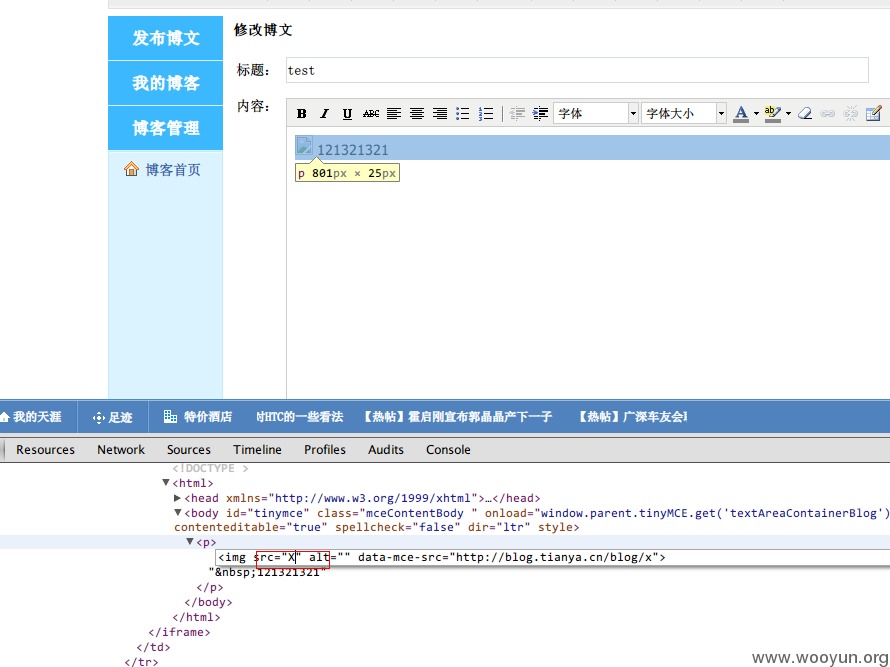 发布博文
我的博客
博客管理
博客首页
修改博文
标题: test
内容:
B I U ABC 字体 字体大小 A ab
121321321
p 801px × 25px
我的天涯 足迹 特价酒店 时HTC的一些看法 【热帖】霍启刚宣布郭晶晶产下一子 【热帖】广深车友会
Resources Network Sources Timeline Profiles Audits Console
<!DOCTYPE >
▼<html>
▶<head xmlns="http://www.w3.org/1999/xhtml">…</head>
▼<body id="tinymce" class="mceContentBody " onload="window.parent.tinyMCE.get('textAreaContainerBlog')
contenteditable="true" spellcheck="false" dir="ltr" style>
▼<p>
<img src="X" alt="" data-mce-src="http://blog.tianya.cn/blog/x">
"&nbsp;121321321"
</p>
</body>
</html>
</iframe>
</td>
</tr>
www.wooyun.org